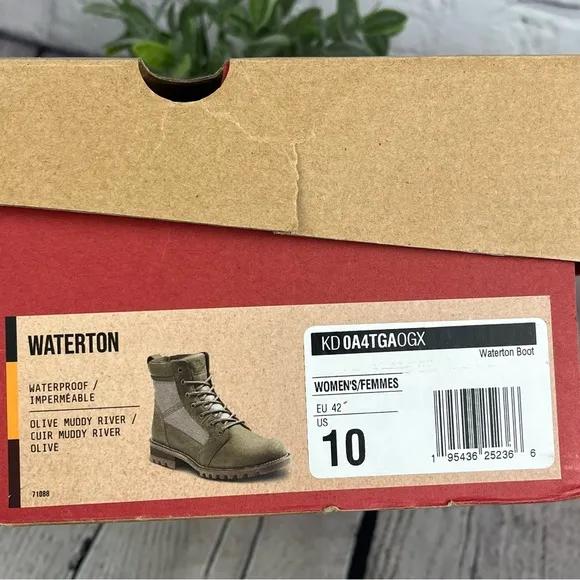 WATERTON
WATERPROOF /
IMPERMÉABLE
OLIVE MUDDY RIVER /
CUIR MUDDY RIVER
OLIVE
71088
KD 0A4TGA0GX
Waterton Boot
WOMEN'S/FEMMES
EU 42
US
10
1 95436 25236 6